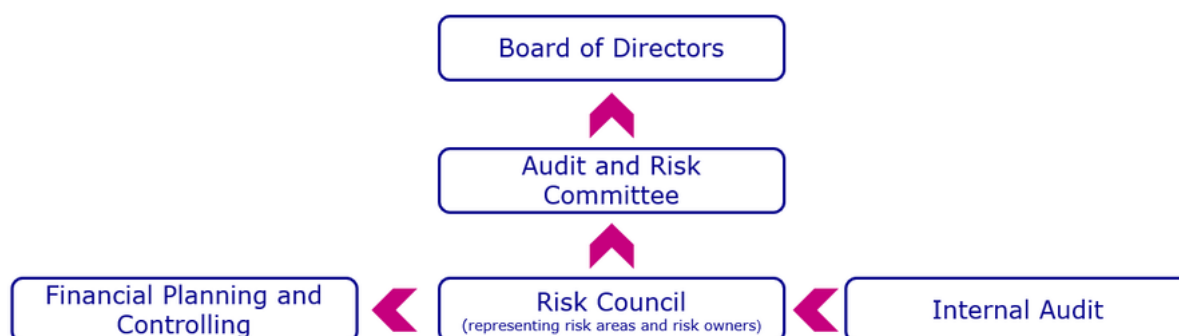 Board of Directors
Audit and Risk
Committee
Financial Planning and
Controlling
Risk Council
(representing risk areas and risk owners)
Internal Audit